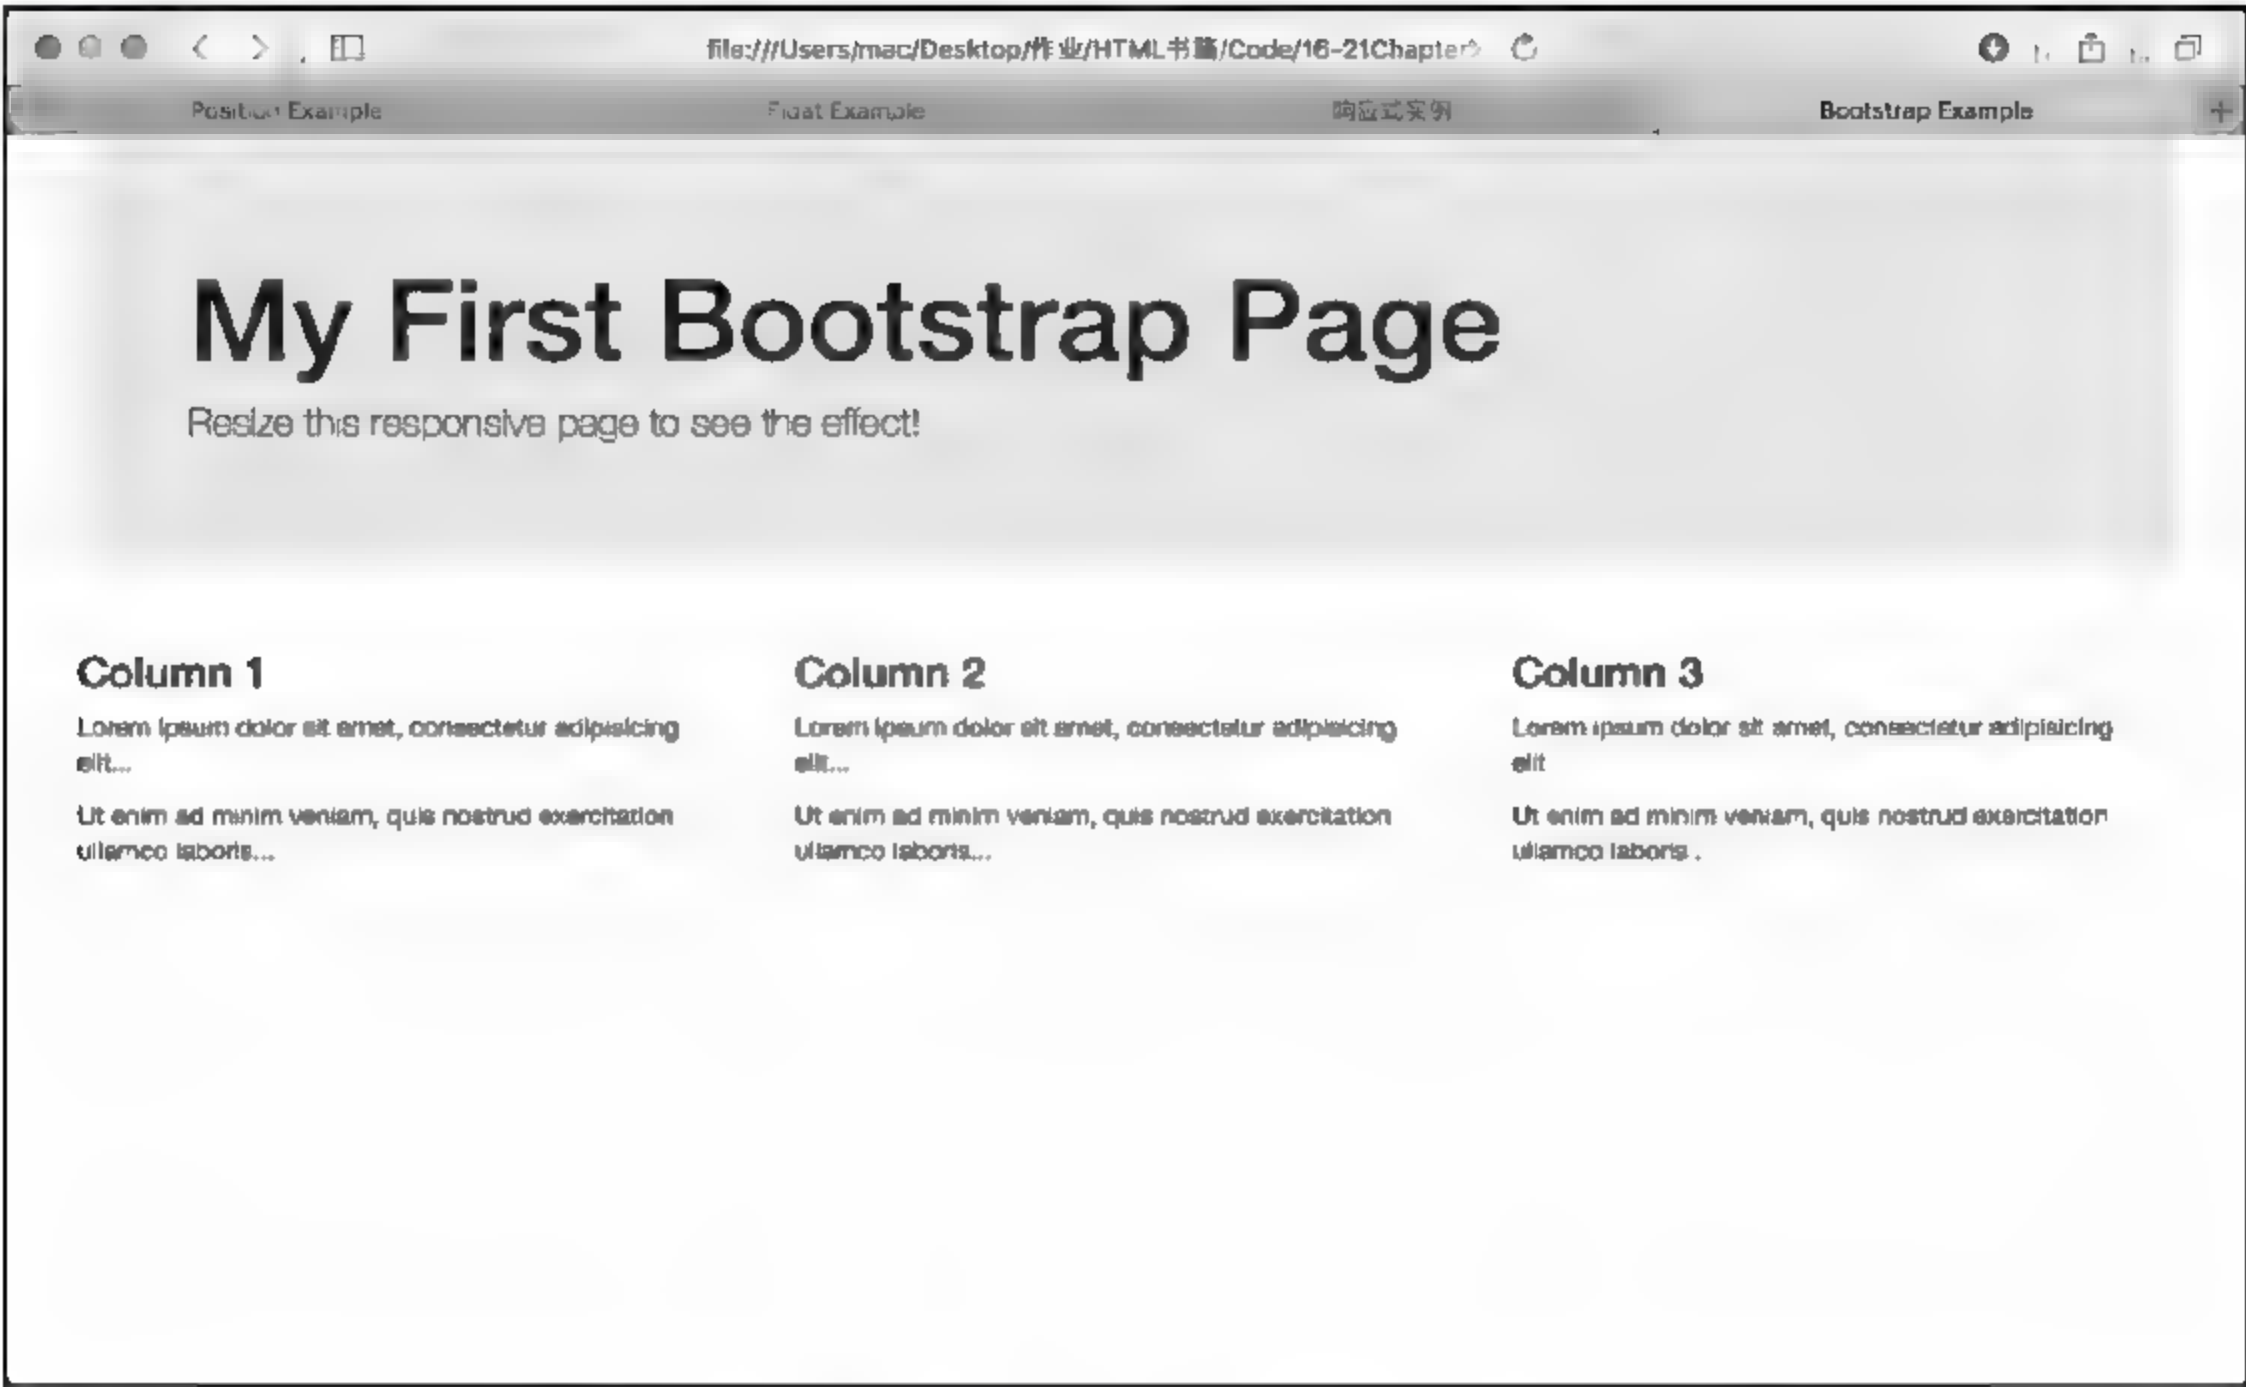 file:///Users/mac/Desktop/作业/HTML书籍/Code/16-21Chapter
Position Example
Float Example
响应式实例
Bootstrap Example
My First Bootstrap Page
Resize this responsive page to see the effect!
Column 1
Lorem ipsum dolor sit amet, consectetur adipisicing
elit...
Ut enim ad minim veniam, quis nostrud exercitation
ullamco laboris...
Column 2
Lorem ipsum dolor sit amet, consectetur adipisicing
elit...
Ut enim ad minim veniam, quis nostrud exercitation
ullamco laboris...
Column 3
Lorem ipsum dolor sit amet, consectetur adipisicing
elit
Ut enim ad minim veniam, quis nostrud exercitation
ullamco laboris .